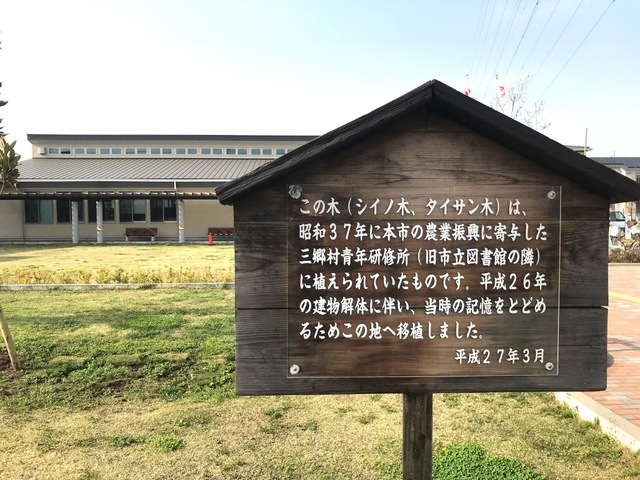 この木（シイノ木、タイサン木）は、
昭和３７年に本市の農業振興に寄与した
三郷村青年研修所（旧市立図書館の隣）
に植えられていたものです。平成２６年
の建物解体に伴い、当時の記憶をとどめ
るためこの地へ移植しました。
平成２７年３月